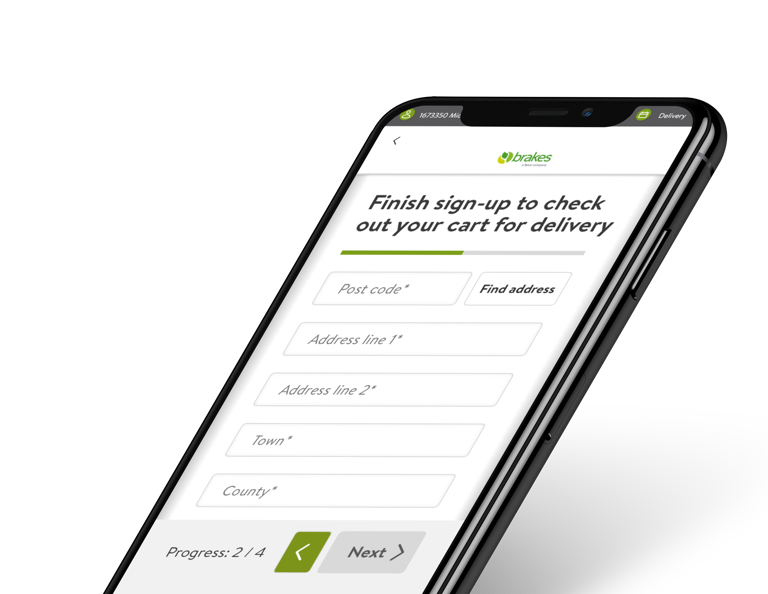 1673350 Mi
Delivery
brakes
Finish sign-up to check
out your cart for delivery
Post code*
Find address
Address line 1*
Address line 2*
Town*
County*
Progress: 2 / 4
Next